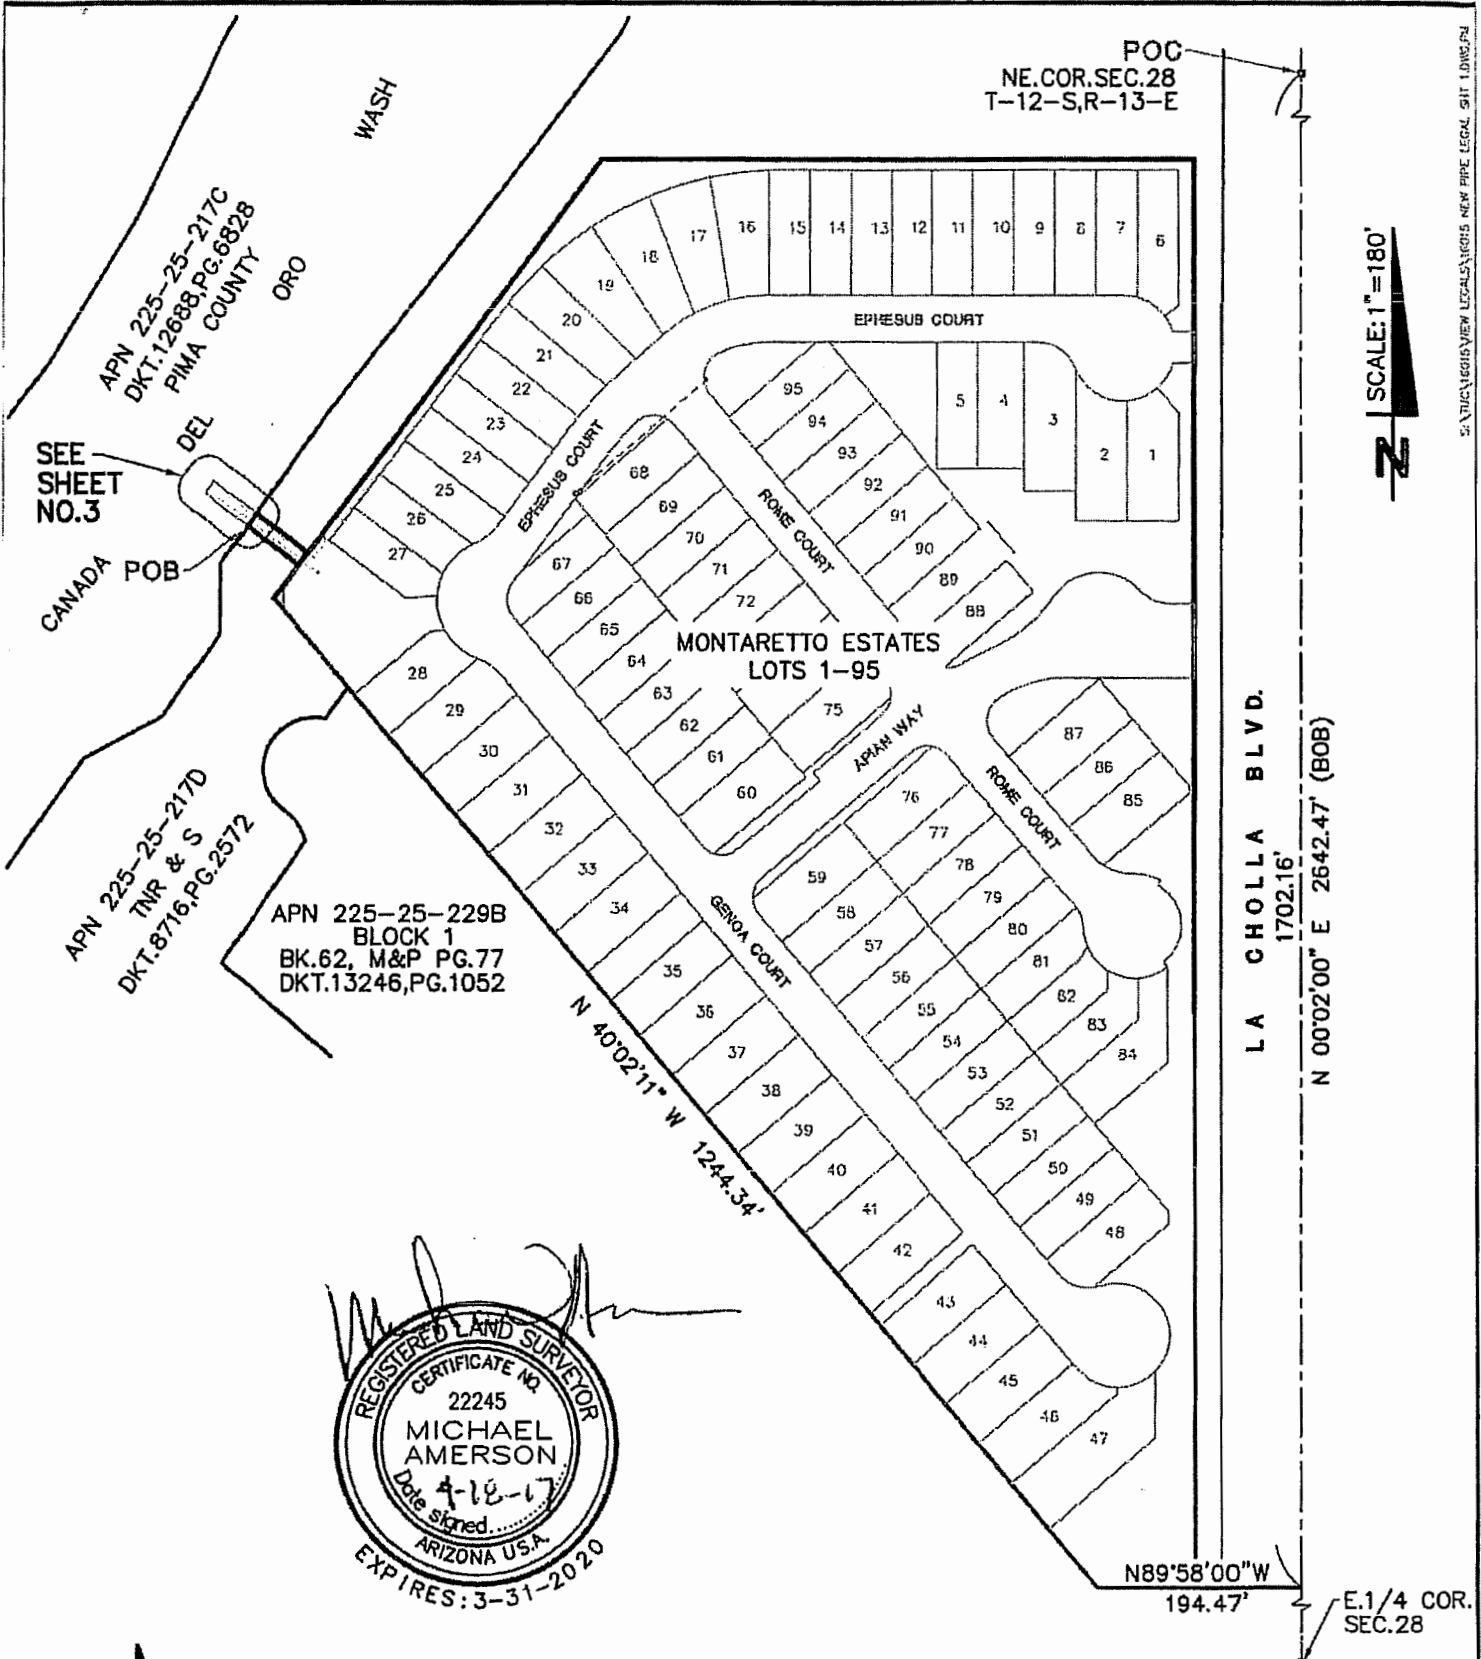 POC
NE.COR.SEC.28
T-12-S,R-13-E
WASH
APN 225-25-217C
DKT.12688,PG.6828
PIMA COUNTY
ORO
DEL
CANADA
SEE
SHEET
NO.3
POB
SCALE:1"=180'
N
16
15
14
13
12
11
10
9
8
7
6
17
18
19
20
21
22
23
24
25
26
27
EPHESUS COURT
5
4
3
2
1
95
94
93
92
91
90
89
88
EPHESUS COURT
ROME COURT
68
69
70
71
72
67
66
65
64
63
62
61
60
75
MONTARETTO ESTATES
LOTS 1-95
28
29
30
31
32
33
34
35
36
37
38
39
40
41
42
43
44
45
46
47
APIAN WAY
87
86
85
ROME COURT
76
77
78
79
80
81
82
83
84
59
58
57
56
55
54
53
52
51
50
49
48
GENOA COURT
LA CHOLLA BLVD.
1702.16'
N 00°02'00" E 2642.47' (BOB)
APN 225-25-217D
TNR & S
DKT.8716,PG.2572
APN 225-25-229B
BLOCK 1
BK.62, M&P PG.77
DKT.13246,PG.1052
N 40°02'11" W 1244.34'
REGISTERED LAND SURVEYOR
CERTIFICATE NO.
22245
MICHAEL
AMERSON
4-18-17
Date signed
ARIZONA U.S.A.
EXPIRES: 3-31-2020
N89°58'00"W
194.47'
E.1/4 COR.
SEC.28